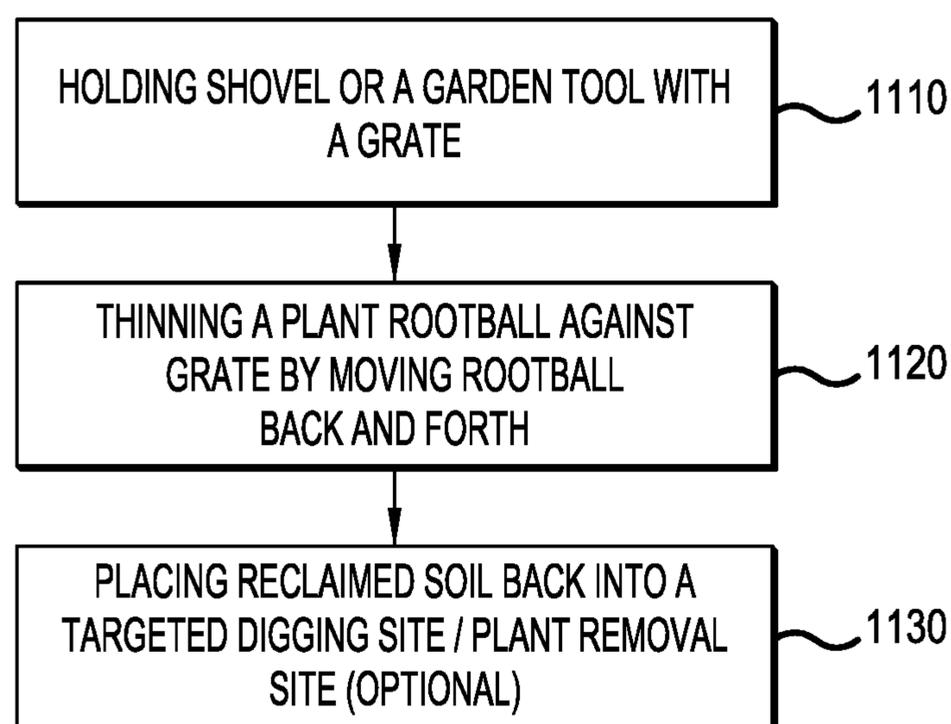 HOLDING SHOVEL OR A GARDEN TOOL WITH
A GRATE
1110
THINNING A PLANT ROOTBALL AGAINST
GRATE BY MOVING ROOTBALL
BACK AND FORTH
1120
PLACING RECLAIMED SOIL BACK INTO A
TARGETED DIGGING SITE / PLANT REMOVAL
SITE (OPTIONAL)
1130